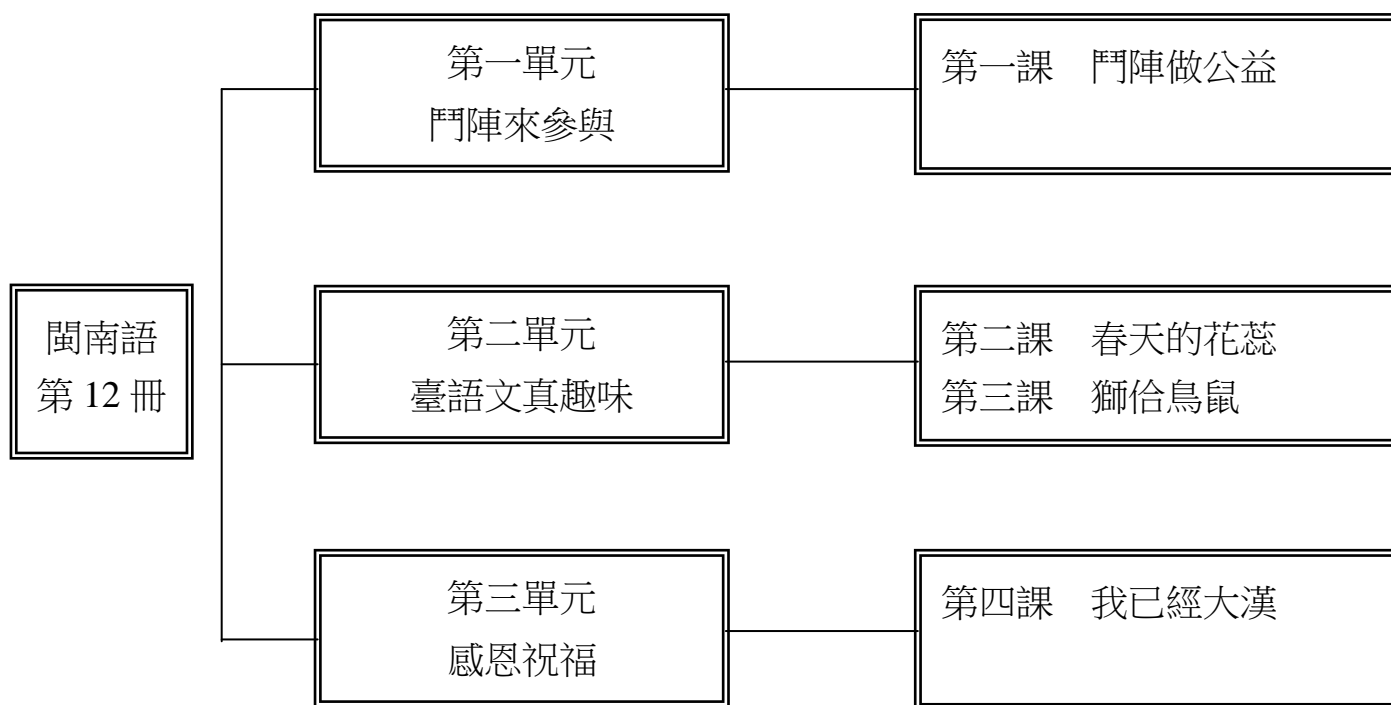 閩南語
第 12 冊
第一單元
鬥陣來參與
第一課　鬥陣做公益
第二單元
臺語文真趣味
第二課　春天的花蕊
第三課　獅佮鳥鼠
第三單元
感恩祝福
第四課　我已經大漢